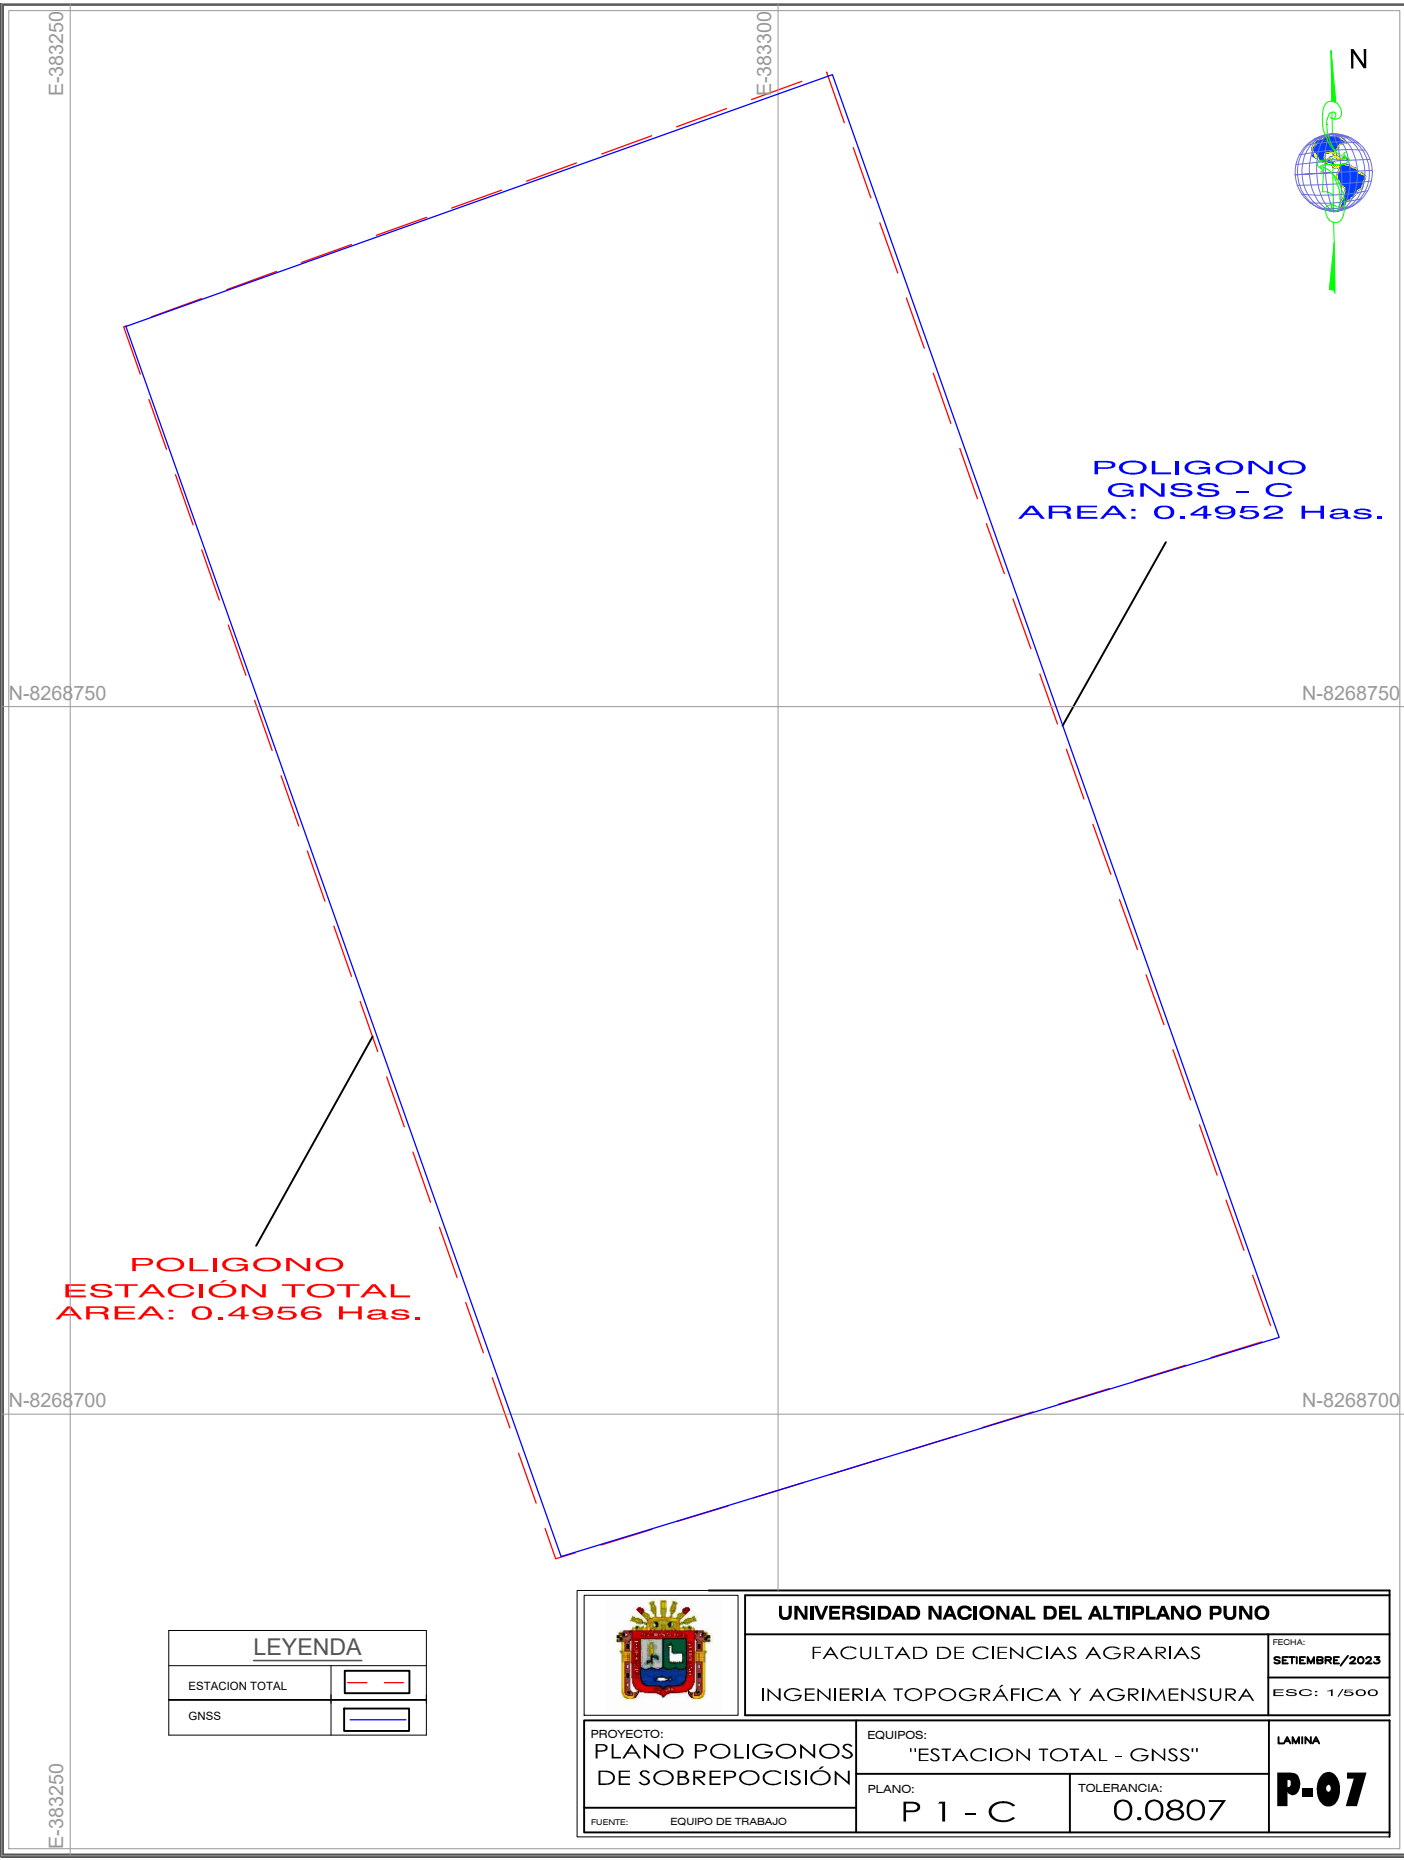 E-383250
E-383300
N
POLIGONO
GNSS - C
AREA: 0.4952 Has.
N-8268750
N-8268750
POLIGONO
ESTACIÓN TOTAL
AREA: 0.4956 Has.
N-8268700
N-8268700
E-383250
LEYENDA
ESTACION TOTAL
GNSS
UNIVERSIDAD NACIONAL DEL ALTIPLANO PUNO
FACULTAD DE CIENCIAS AGRARIAS
INGENIERIA TOPOGRÁFICA Y AGRIMENSURA
FECHA:
SETIEMBRE/2023
ESC: 1/500
PROYECTO:
PLANO POLIGONOS
DE SOBREPOCISIÓN
FUENTE: EQUIPO DE TRABAJO
EQUIPOS:
"ESTACION TOTAL - GNSS"
PLANO:
P 1 - C
TOLERANCIA:
0.0807
LAMINA
P-07